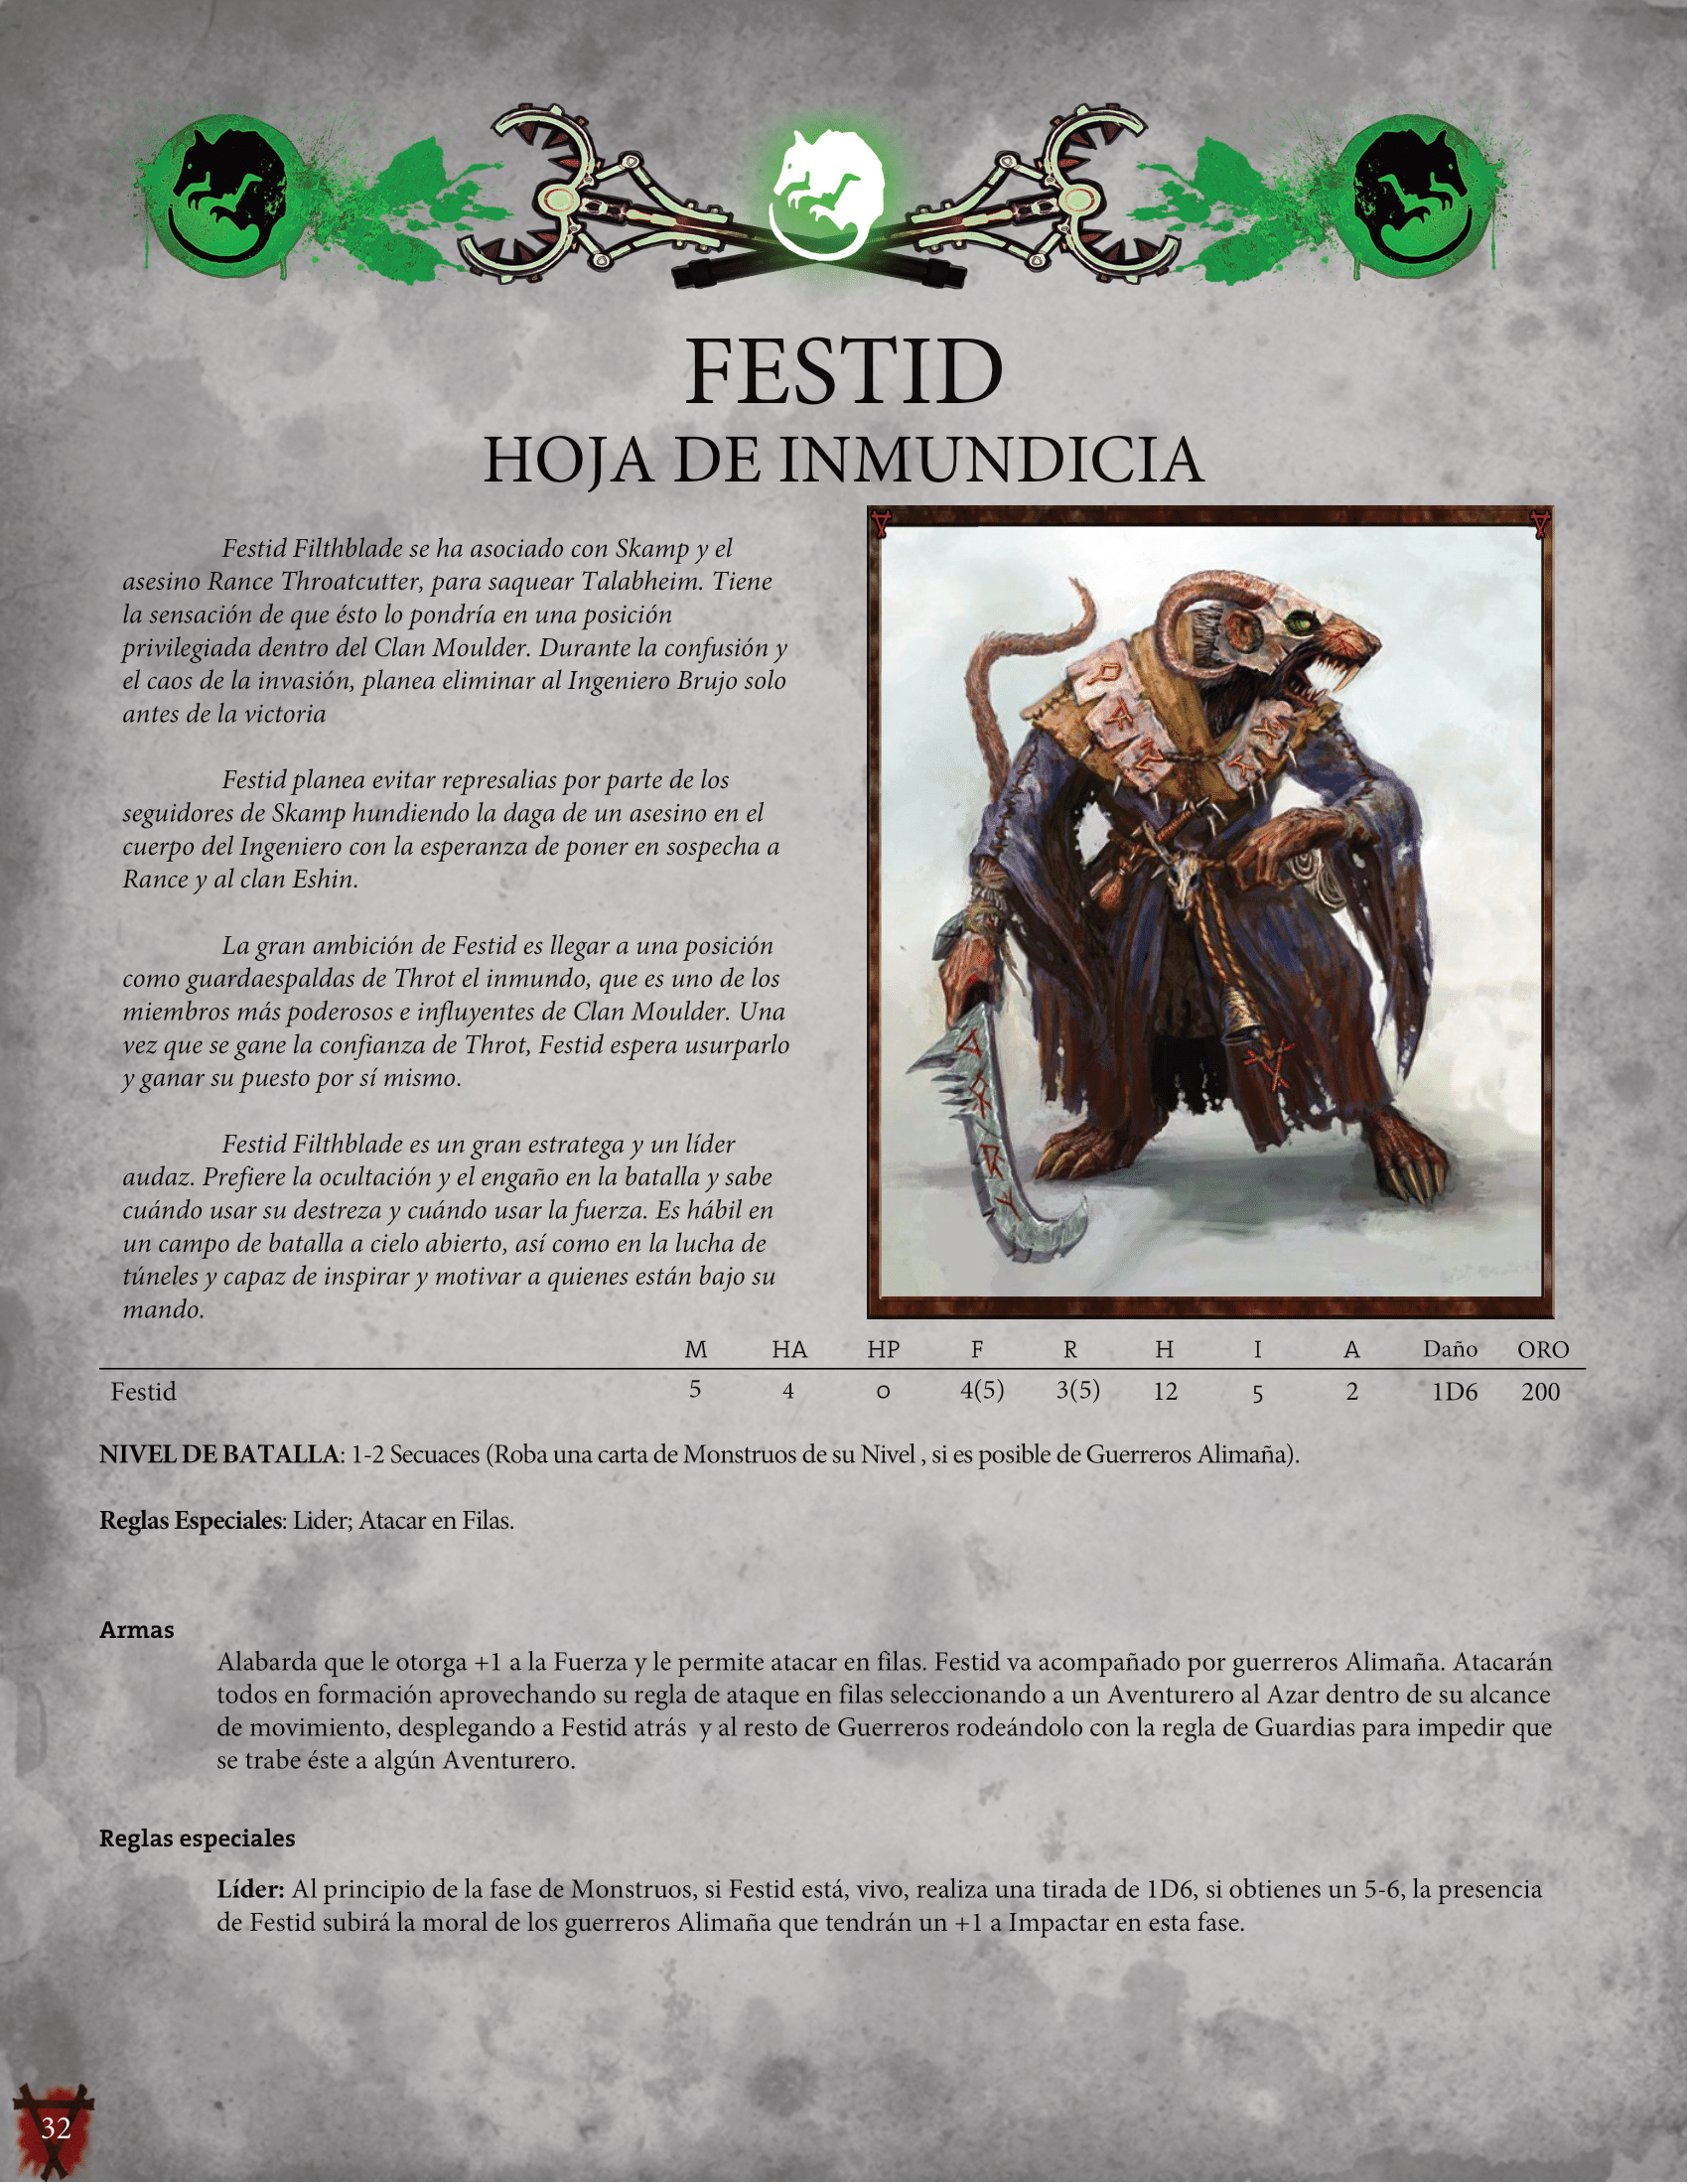 FESTID
HOJA DE INMUNDICIA
Festid Filthblade se ha asociado con Skamp y el
asesino Rance Throatcutter, para saquear Talabheim. Tiene
la sensación de que ésto lo pondría en una posición
privilegiada dentro del Clan Moulder. Durante la confusión y
el caos de la invasión, planea eliminar al Ingeniero Brujo solo
antes de la victoria
Festid planea evitar represalias por parte de los
seguidores de Skamp hundiendo la daga de un asesino en el
cuerpo del Ingeniero con la esperanza de poner en sospecha a
Rance y al clan Eshin.
La gran ambición de Festid es llegar a una posición
como guardaespaldas de Throt el inmundo, que es uno de los
miembros más poderosos e influyentes de Clan Moulder. Una
vez que se gane la confianza de Throt, Festid espera usurparlo
y ganar su puesto por sí mismo.
Festid Filthblade es un gran estratega y un líder
audaz. Prefiere la ocultación y el engaño en la batalla y sabe
cuándo usar su destreza y cuándo usar la fuerza. Es hábil en
un campo de batalla a cielo abierto, así como en la lucha de
túneles y capaz de inspirar y motivar a quienes están bajo su
mando.
M HA HP F R H I A Daño ORO
Festid 5 4 0 4(5) 3(5) 12 5 2 1D6 200
NIVEL DE BATALLA: 1-2 Secuaces (Roba una carta de Monstruos de su Nivel , si es posible de Guerreros Alimaña).
Reglas Especiales: Lider; Atacar en Filas.
Armas
Alabarda que le otorga +1 a la Fuerza y le permite atacar en filas. Festid va acompañado por guerreros Alimaña. Atacarán
todos en formación aprovechando su regla de ataque en filas seleccionando a un Aventurero al Azar dentro de su alcance
de movimiento, desplegando a Festid atrás y al resto de Guerreros rodeándolo con la regla de Guardias para impedir que
se trabe éste a algún Aventurero.
Reglas especiales
Líder: Al principio de la fase de Monstruos, si Festid está, vivo, realiza una tirada de 1D6, si obtienes un 5-6, la presencia
de Festid subirá la moral de los guerreros Alimaña que tendrán un +1 a Impactar en esta fase.
32